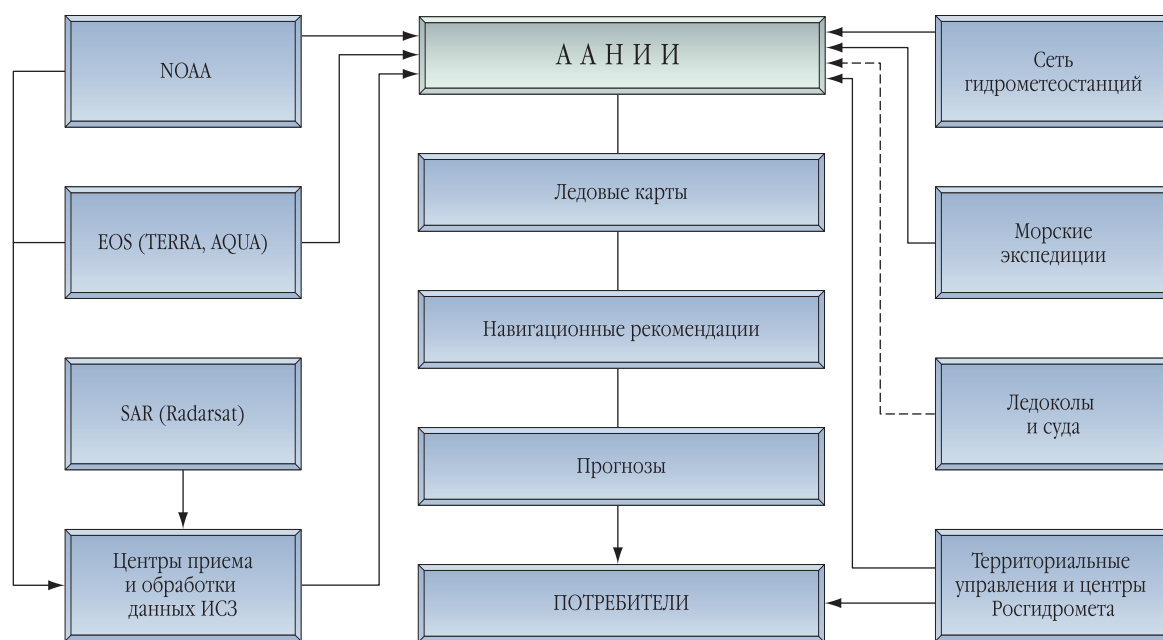 NOAA
EOS (TERRA, AQUA)
SAR (Radarsat)
Центры приема
и обработки
данных ИСЗ
ААНИИ
Ледовые карты
Навигационные рекомендации
Прогнозы
ПОТРЕБИТЕЛИ
Сеть
гидрометеостанций
Морские
экспедиции
Ледоколы
и суда
Территориальные
управления и центры
Росгидромета